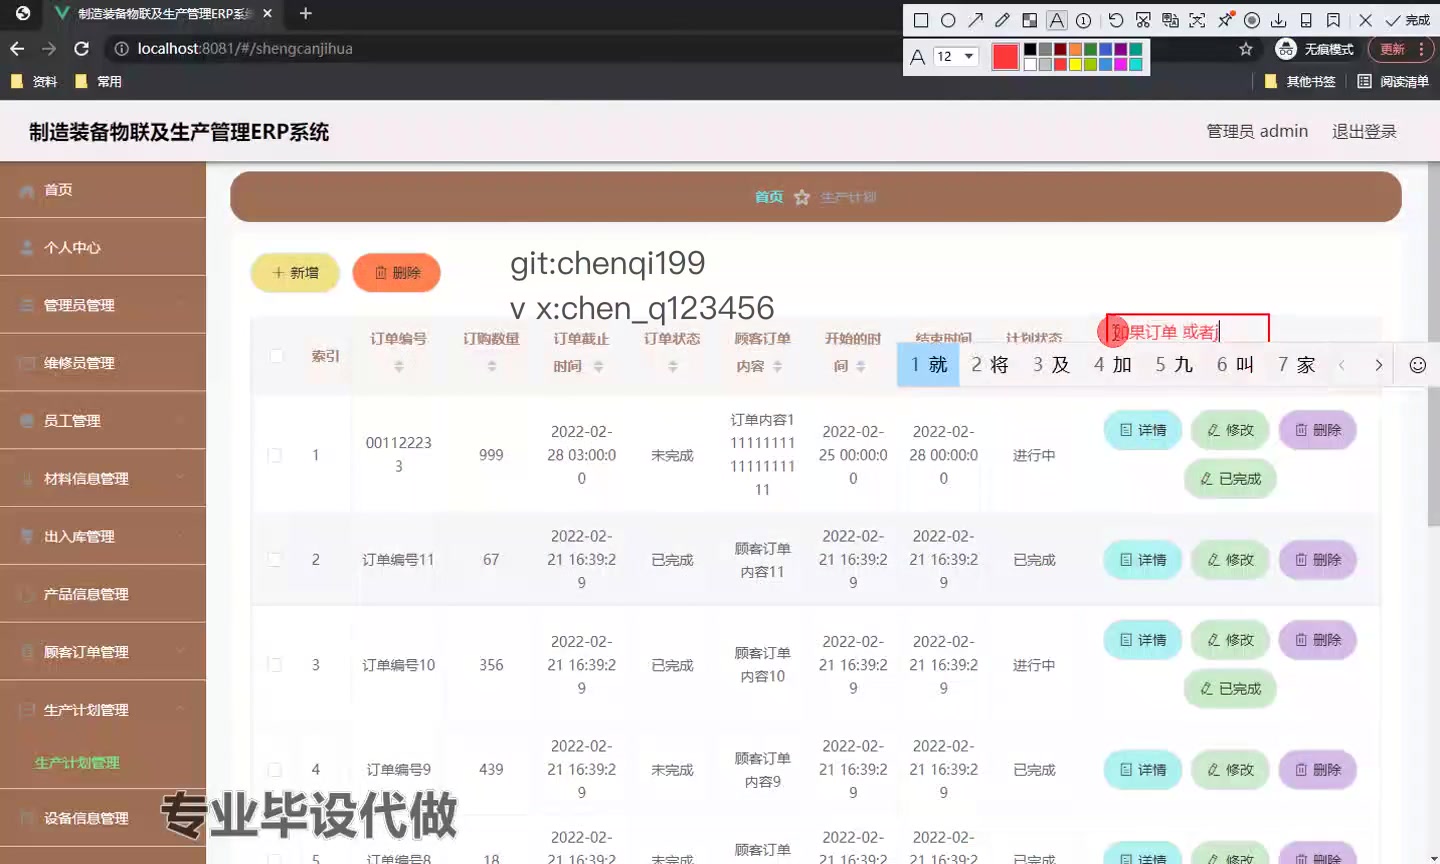 制造装备物联及生产管理ERP系统
完成
localhost:8081/#/shengcanjihua
A 12
无痕模式 更新
资料 常用 其他书签 阅读清单
制造装备物联及生产管理ERP系统 管理员 admin 退出登录
首页
个人中心
管理员管理
维修员管理
员工管理
材料信息管理
出入库管理
产品信息管理
顾客订单管理
生产计划管理
生产计划管理
设备信息管理
首页 生产计划
新增 删除
git:chenqi199
v x:chen_q123456
索引 订单编号 订购数量 订单截止时间 订单状态 顾客订单内容 开始的时间 结束时间 计划状态
如果订单 或者j
1 就 2 将 3 及 4 加 5 九 6 叫 7 家
1 001122233 999 2022-02-28 03:00:00 未完成 订单内容11111111111111111111 2022-02-25 00:00:00 2022-02-28 00:00:00 进行中 详情 修改 删除
已完成
2 订单编号11 67 2022-02-21 16:39:29 已完成 顾客订单内容11 2022-02-21 16:39:29 2022-02-21 16:39:29 已完成 详情 修改 删除
3 订单编号10 356 2022-02-21 16:39:29 已完成 顾客订单内容10 2022-02-21 16:39:29 2022-02-21 16:39:29 进行中 详情 修改 删除
已完成
4 订单编号9 439 2022-02-21 16:39:29 未完成 顾客订单内容9 2022-02-21 16:39:29 2022-02-21 16:39:29 已完成 详情 修改 删除
5 订单编号8 18 2022-02-21 16:39:2 未完成 顾客订单 2022-02-21 16:39:2 2022-02-21 16:39:2 已完成 详情 修改 删除
专业毕设代做